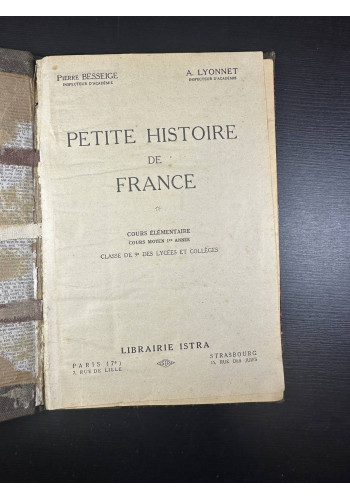 Pierre BESSEIGE
INSPECTEUR D'ACADÉMIE
A. LYONNET
INSPECTEUR D'ACADÉMIE
PETITE HISTOIRE
DE
FRANCE
COURS ÉLÉMENTAIRE
COURS MOYEN 1re ANNÉE
CLASSE DE 9e DES LYCÉES ET COLLÈGES
LIBRAIRIE ISTRA
PARIS (7e)
7, RUE DE LILLE
STRASBOURG
15, RUE DES JUIFS